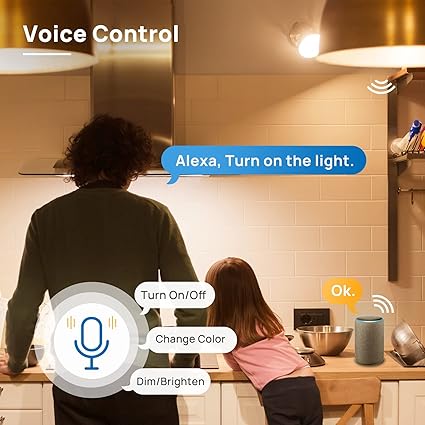 Voice Control
Alexa, Turn on the light.
Ok.
Turn On/Off
Change Color
Dim/Brighten